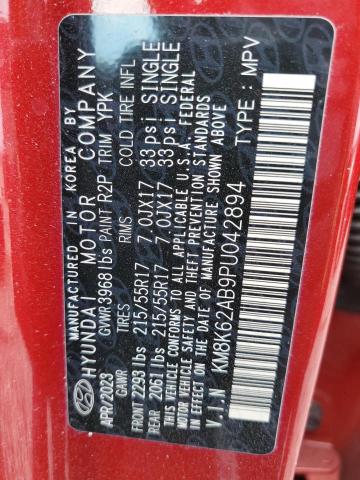 HYUNDAI MOTOR COMPANY MADE IN KOREA BY
APR/2023 GVWR 3968 lbs PAINT R2P TRIM YPK
GAWR TIRES RIMS COLD TIRE INFL
FRONT 2293 lbs 215/55R17 7.0JX17 33 psi SINGLE
REAR 2061 lbs 215/55R17 7.0JX17 33 psi SINGLE
THIS VEHICLE CONFORMS TO ALL APPLICABLE U.S.A. FEDERAL
MOTOR VEHICLE SAFETY AND THEFT PREVENTION STANDARDS
IN EFFECT ON THE DATE OF MANUFACTURE SHOWN ABOVE
V.I.N KM8K62AB9PU042894 TYPE : MPV